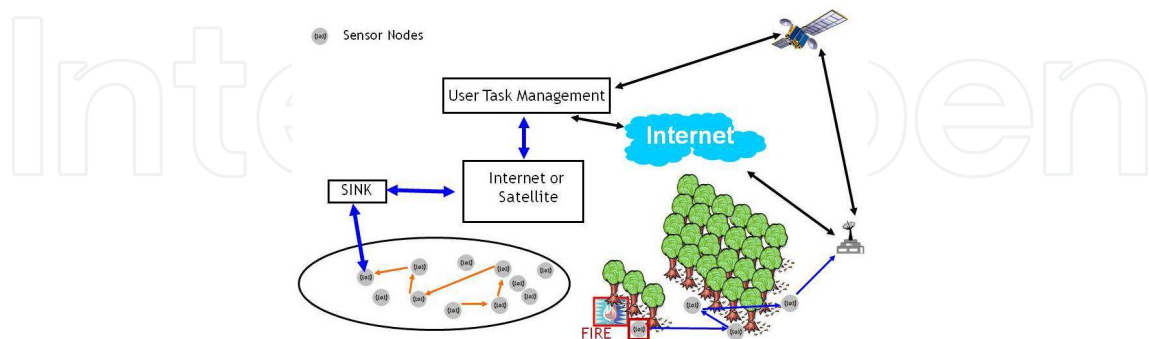 Sensor Nodes
User Task Management
Internet
Internet or
Satellite
SINK
FIRE